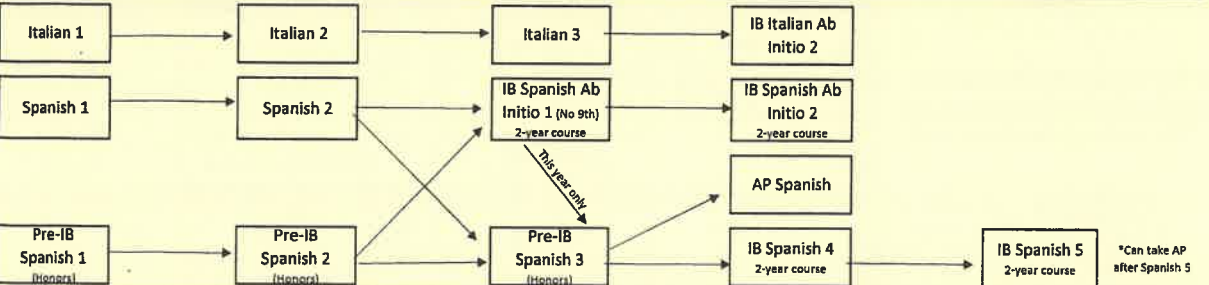 Italian 1
Italian 2
Italian 3
IB Italian Ab
Initio 2
Spanish 1
Spanish 2
IB Spanish Ab
Initio 1 (No 9th)
2-year course
IB Spanish Ab
Initio 2
2-year course
This year only
AP Spanish
Pre-IB
Spanish 1
(Honors)
Pre-IB
Spanish 2
(Honors)
Pre-IB
Spanish 3
(Honors)
IB Spanish 4
2-year course
IB Spanish 5
2-year course
*Can take AP
after Spanish 5